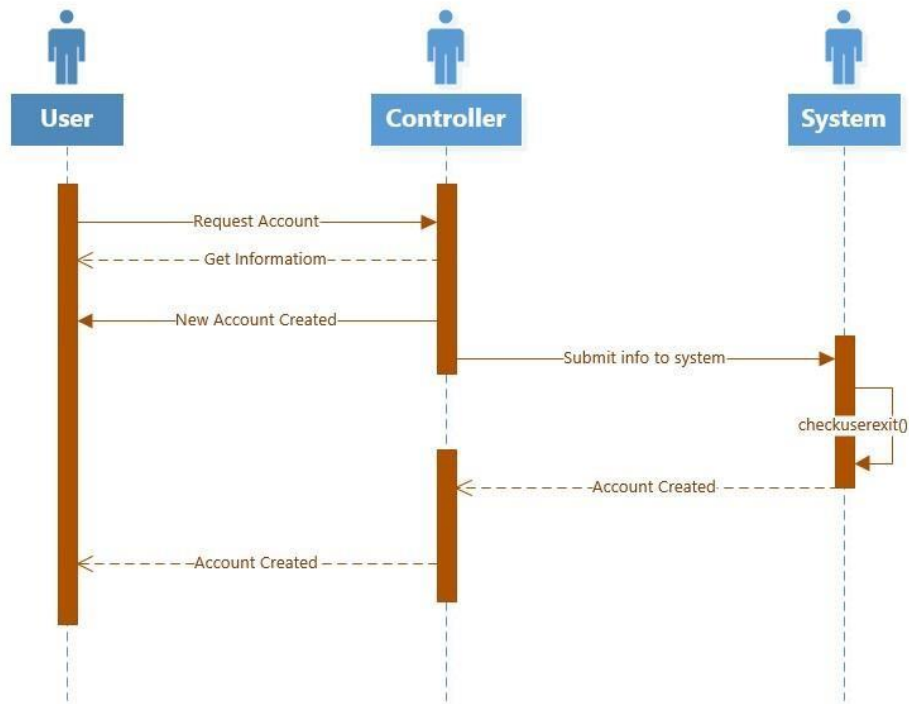 User
Controller
System
Request Account
Get Informatiom
New Account Created
Submit info to system
checkuserexit()
Account Created
Account Created